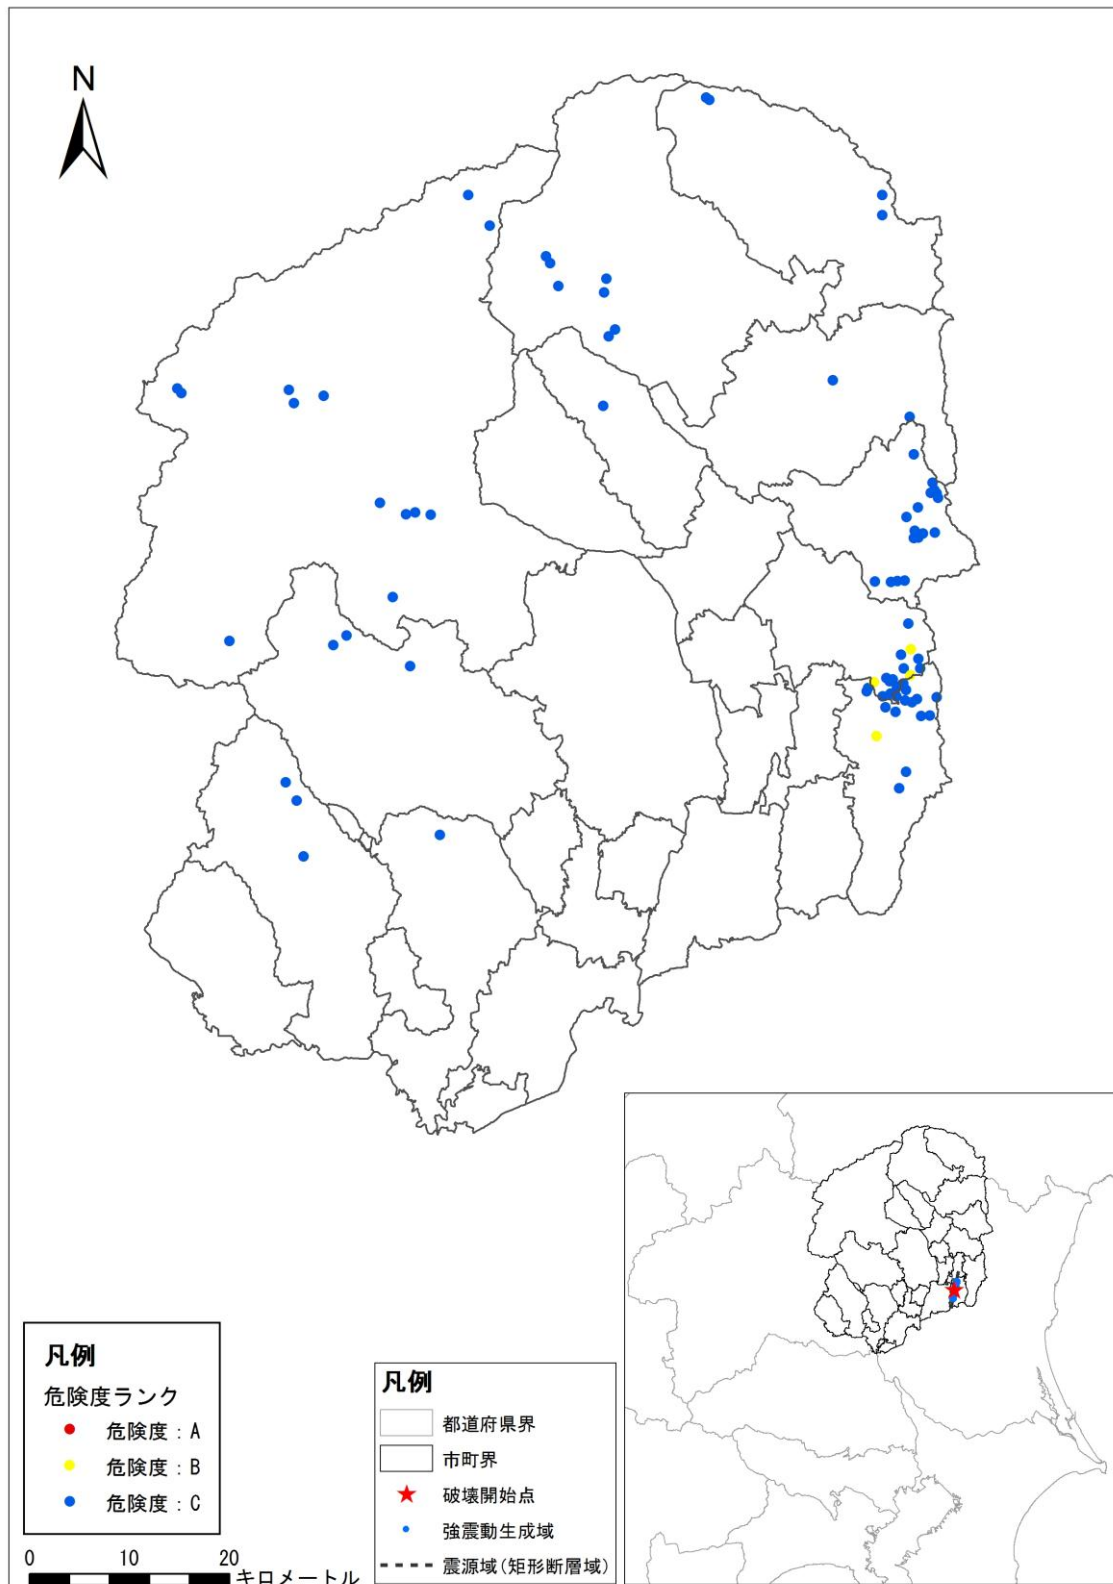 N
凡例
危険度ランク
危険度：A
危険度：B
危険度：C
0 10 20
キロメートル
凡例
都道府県界
市町界
破壊開始点
強震動生成域
震源域(矩形断層域)